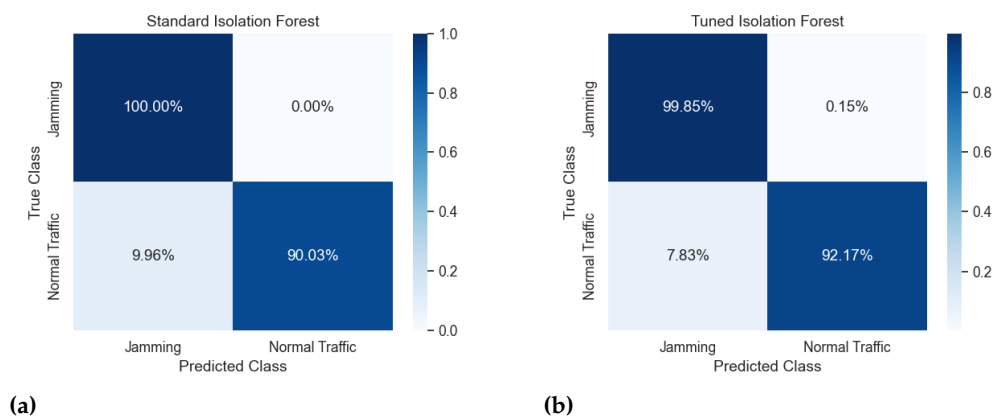 Standard Isolation Forest
True Class
Jamming
Normal Traffic
100.00%
0.00%
9.96%
90.03%
Jamming
Normal Traffic
Predicted Class
1.0
0.8
0.6
0.4
0.2
0.0
(a)
Tuned Isolation Forest
True Class
Jamming
Normal Traffic
99.85%
0.15%
7.83%
92.17%
Jamming
Normal Traffic
Predicted Class
0.8
0.6
0.4
0.2
(b)